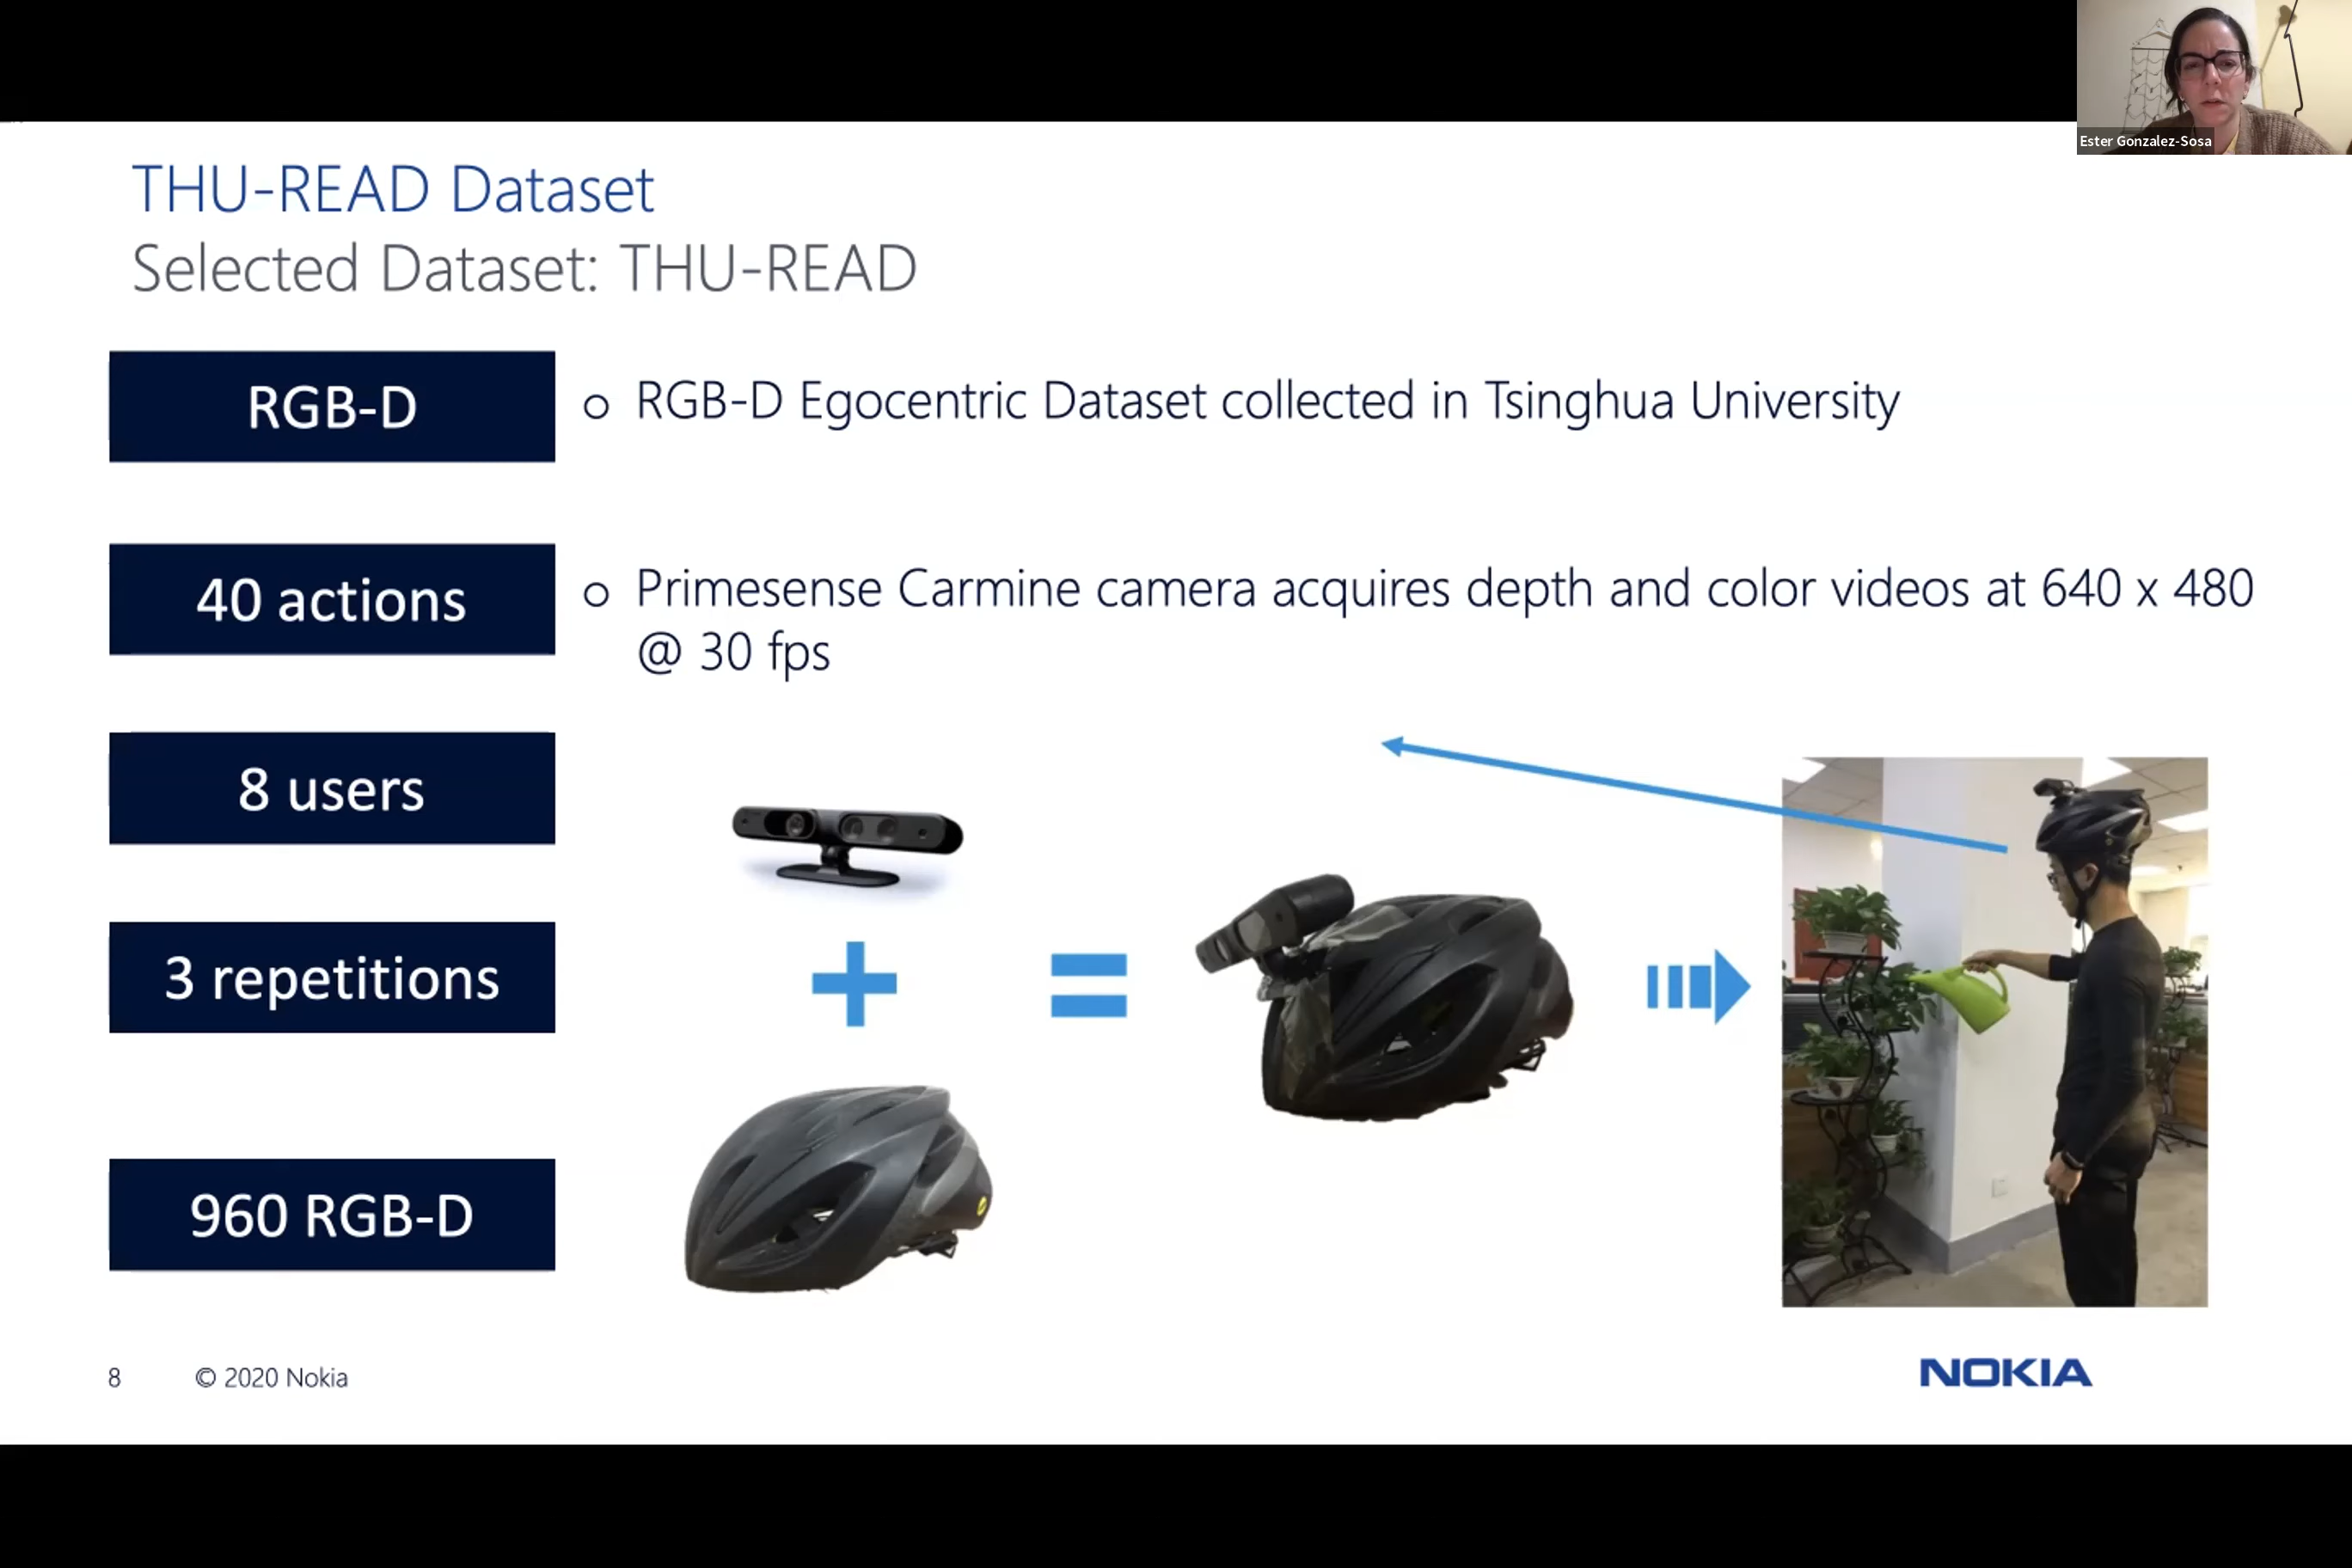 Ester Gonzalez-Sosa
THU-READ Dataset
Selected Dataset: THU-READ
RGB-D
○ RGB-D Egocentric Dataset collected in Tsinghua University
40 actions
○ Primesense Carmine camera acquires depth and color videos at 640 x 480
@ 30 fps
8 users
3 repetitions
960 RGB-D
8
© 2020 Nokia
NOKIA